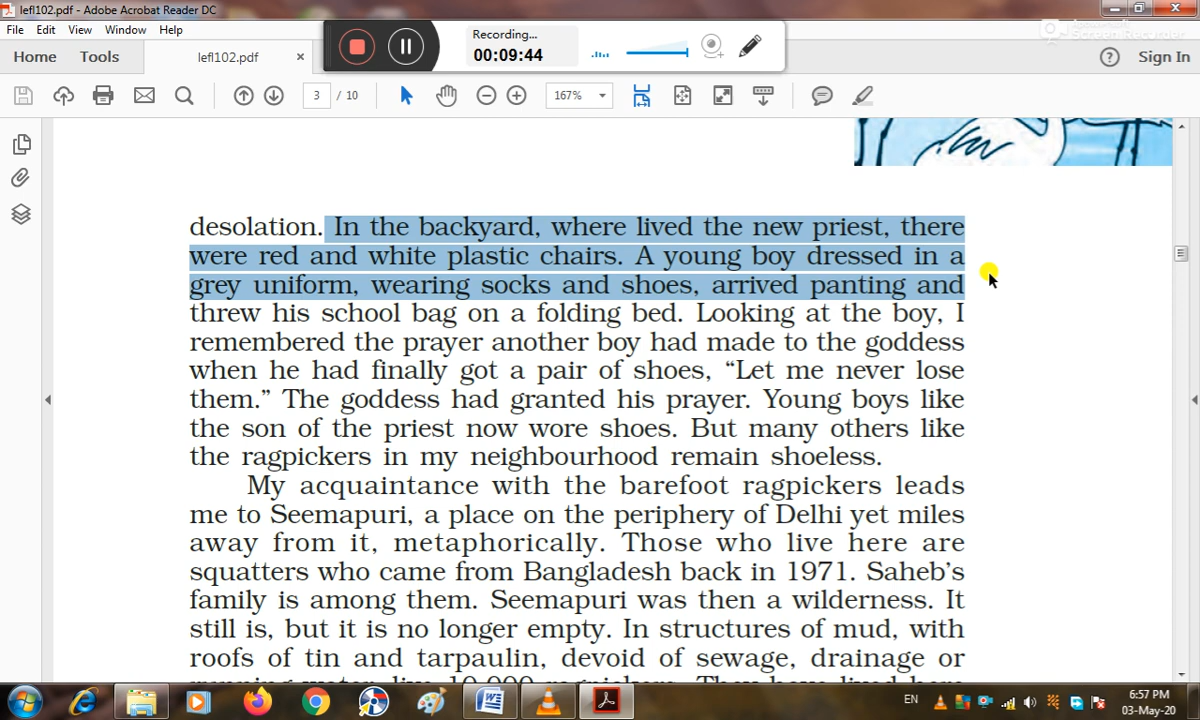 lefl102.pdf - Adobe Acrobat Reader DC
File Edit View Window Help
Recording...
00:09:44
Screen Recorder
Home Tools lefl102.pdf × Sign In
3 / 10 167%
desolation. In the backyard, where lived the new priest, there
were red and white plastic chairs. A young boy dressed in a
grey uniform, wearing socks and shoes, arrived panting and
threw his school bag on a folding bed. Looking at the boy, I
remembered the prayer another boy had made to the goddess
when he had finally got a pair of shoes, “Let me never lose
them.” The goddess had granted his prayer. Young boys like
the son of the priest now wore shoes. But many others like
the ragpickers in my neighbourhood remain shoeless.
My acquaintance with the barefoot ragpickers leads
me to Seemapuri, a place on the periphery of Delhi yet miles
away from it, metaphorically. Those who live here are
squatters who came from Bangladesh back in 1971. Saheb’s
family is among them. Seemapuri was then a wilderness. It
still is, but it is no longer empty. In structures of mud, with
roofs of tin and tarpaulin, devoid of sewage, drainage or
EN 6:57 PM
03-May-20